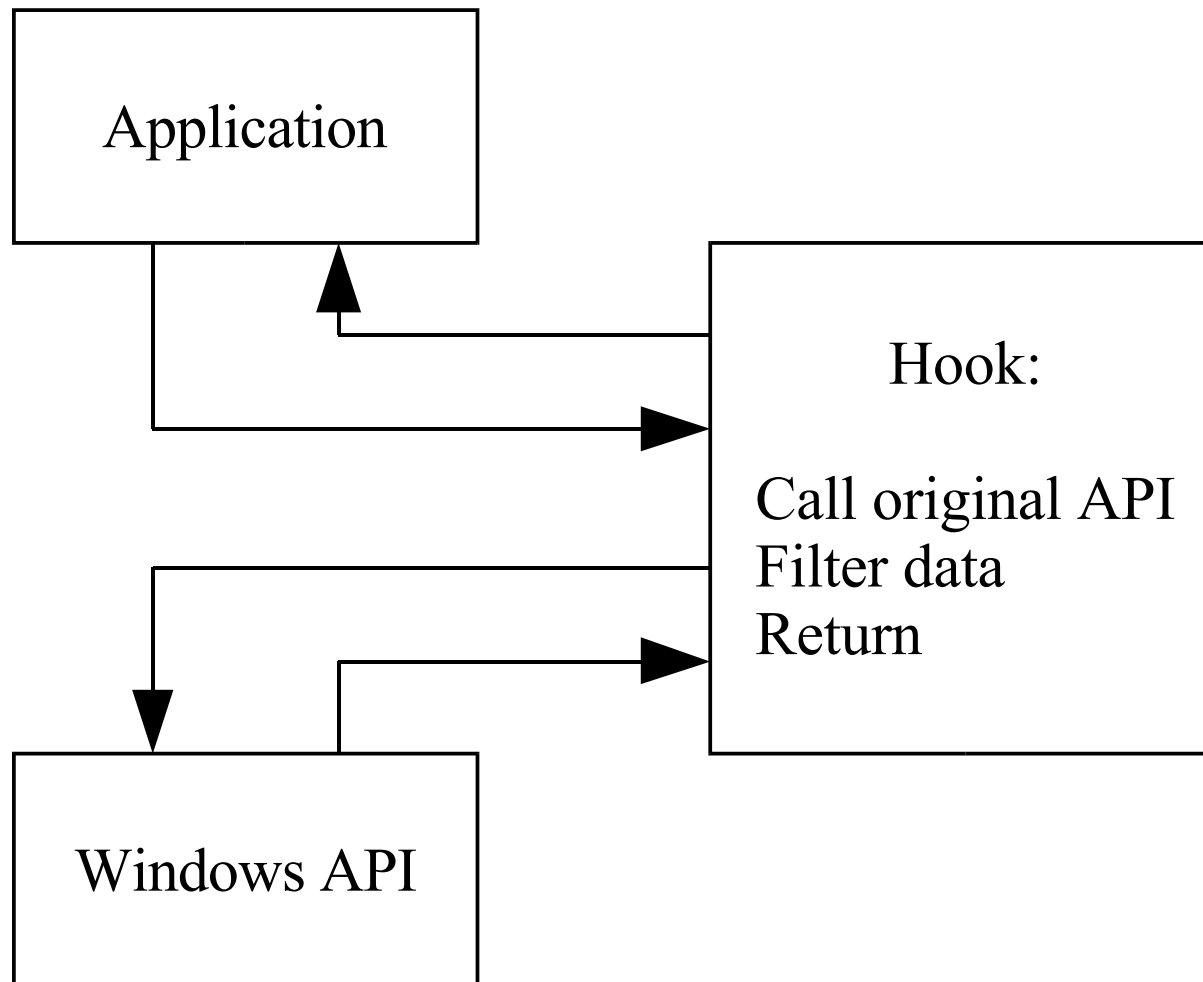 Application
Hook:
Call original API
Filter data
Return
Windows API